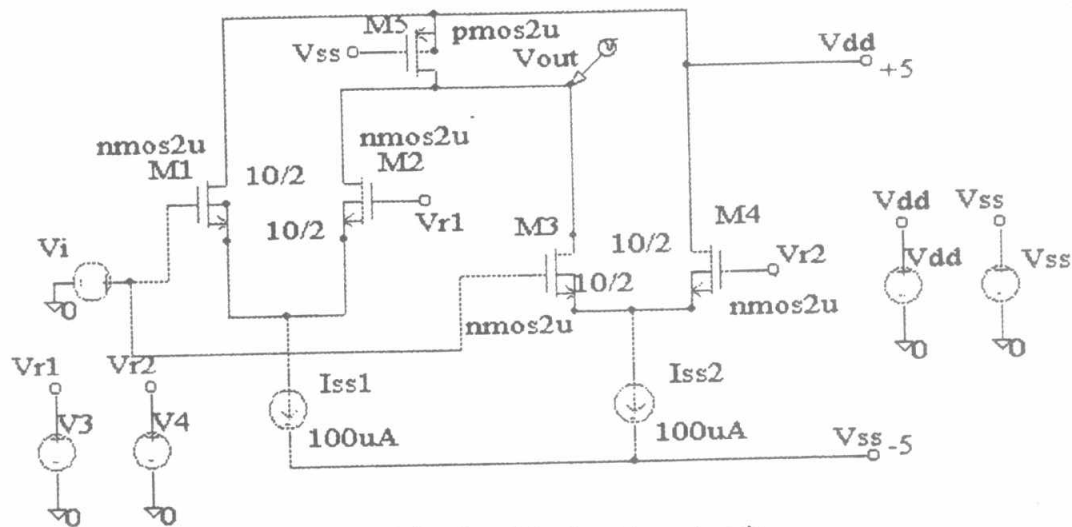 M5
pmos2u
Vss
Vout
Vdd
+5
nmos2u
M1
10/2
nmos2u
M2
10/2
Vr1
Vi
0
M3
10/2
M4
Vr2
10/2
nmos2u
nmos2u
Vdd
Vss
Vdd
Vss
0
0
Vr1
Vr2
V3
V4
0
0
Iss1
100uA
Iss2
100uA
Vss
-5